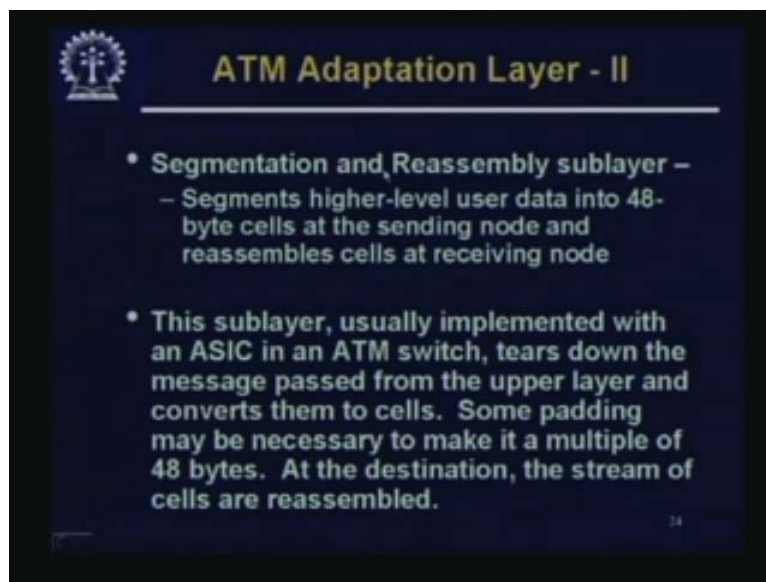 ATM Adaptation Layer - II
• Segmentation and Reassembly sublayer –
– Segments higher-level user data into 48-
byte cells at the sending node and
reassembles cells at receiving node
• This sublayer, usually implemented with
an ASIC in an ATM switch, tears down the
message passed from the upper layer and
converts them to cells. Some padding
may be necessary to make it a multiple of
48 bytes. At the destination, the stream of
cells are reassembled.
24